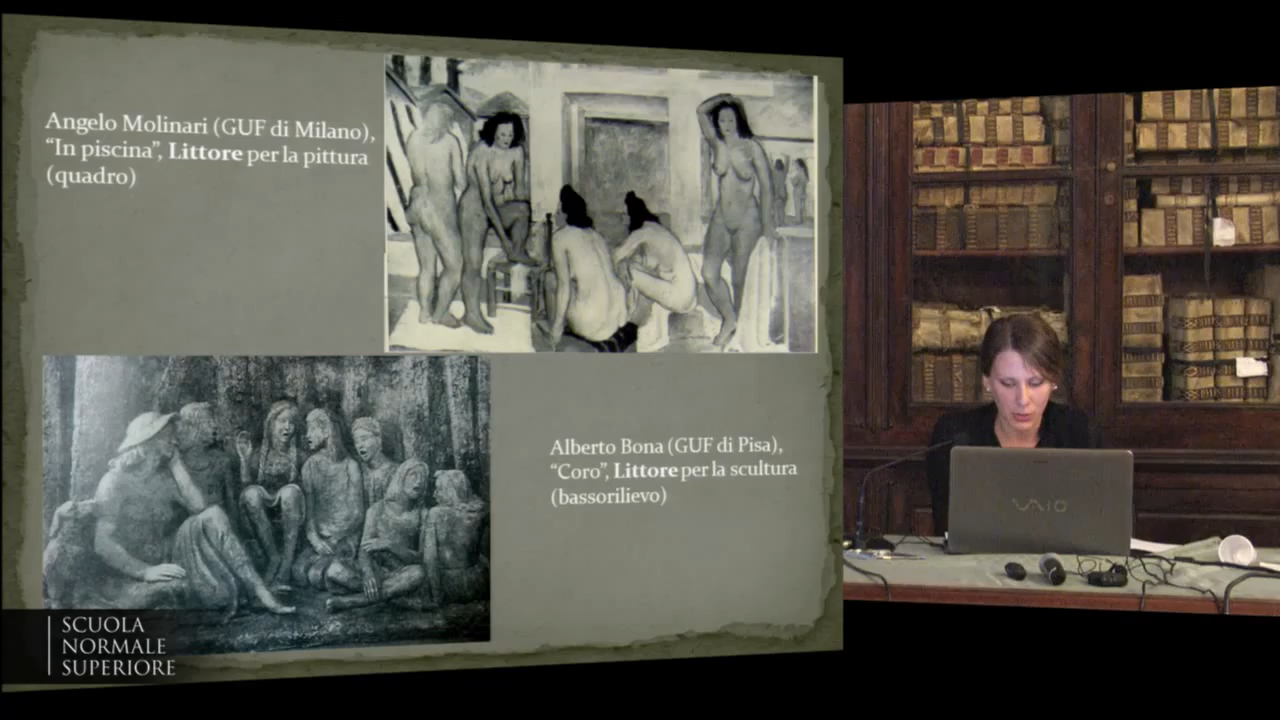 Angelo Molinari (GUF di Milano),
“In piscina”, Littore per la pittura
(quadro)
Alberto Bona (GUF di Pisa),
“Coro”, Littore per la scultura
(bassorilievo)
SCUOLA
NORMALE
SUPERIORE
VAIO